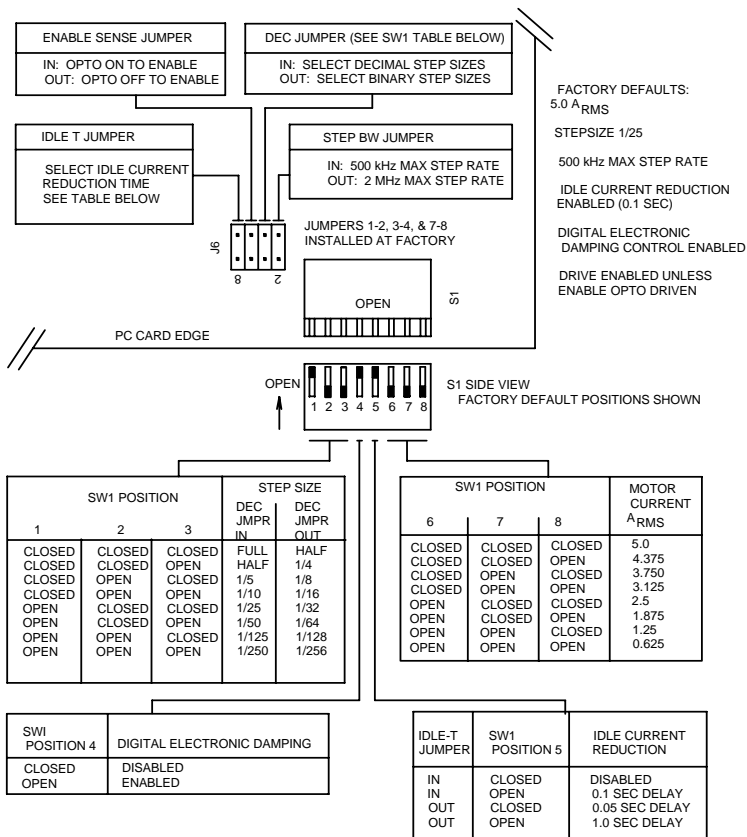 ENABLE SENSE JUMPER
IN: OPTO ON TO ENABLE
OUT: OPTO OFF TO ENABLE
DEC JUMPER (SEE SW1 TABLE BELOW)
IN: SELECT DECIMAL STEP SIZES
OUT: SELECT BINARY STEP SIZES
IDLE T JUMPER
SELECT IDLE CURRENT
REDUCTION TIME
SEE TABLE BELOW
STEP BW JUMPER
IN: 500 kHz MAX STEP RATE
OUT: 2 MHz MAX STEP RATE
FACTORY DEFAULTS:
5.0 ARMS
STEPSIZE 1/25
500 kHz MAX STEP RATE
IDLE CURRENT REDUCTION
ENABLED (0.1 SEC)
DIGITAL ELECTRONIC
DAMPING CONTROL ENABLED
DRIVE ENABLED UNLESS
ENABLE OPTO DRIVEN
J6
8 2
JUMPERS 1-2, 3-4, & 7-8
INSTALLED AT FACTORY
OPEN
S1
PC CARD EDGE
OPEN
1 2 3 4 5 6 7 8
S1 SIDE VIEW
FACTORY DEFAULT POSITIONS SHOWN
SW1 POSITION STEP SIZE
1 2 3 DEC JMPR IN DEC JMPR OUT
CLOSED CLOSED CLOSED FULL HALF
CLOSED CLOSED OPEN HALF 1/4
CLOSED OPEN CLOSED 1/5 1/8
CLOSED OPEN OPEN 1/10 1/16
OPEN CLOSED CLOSED 1/25 1/32
OPEN CLOSED OPEN 1/50 1/64
OPEN OPEN CLOSED 1/125 1/128
OPEN OPEN OPEN 1/250 1/256
SW1 POSITION MOTOR CURRENT ARMS
6 7 8
CLOSED CLOSED CLOSED 5.0
CLOSED CLOSED OPEN 4.375
CLOSED OPEN CLOSED 3.750
CLOSED OPEN OPEN 3.125
OPEN CLOSED CLOSED 2.5
OPEN CLOSED OPEN 1.875
OPEN OPEN CLOSED 1.25
OPEN OPEN OPEN 0.625
SWI
POSITION 4 DIGITAL ELECTRONIC DAMPING
CLOSED DISABLED
OPEN ENABLED
IDLE-T JUMPER SW1 POSITION 5 IDLE CURRENT REDUCTION
IN CLOSED DISABLED
IN OPEN 0.1 SEC DELAY
OUT CLOSED 0.05 SEC DELAY
OUT OPEN 1.0 SEC DELAY